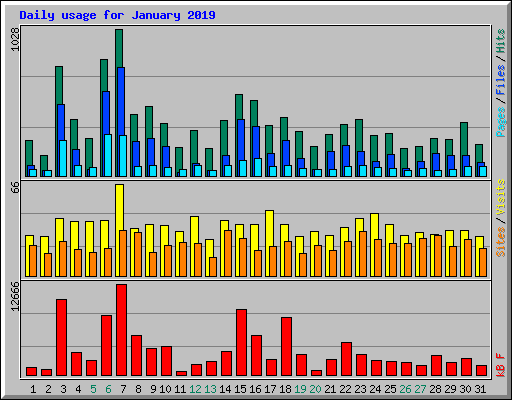 Daily usage for January 2019
1028
Pages / Files / Hits
66
Sites / Visits
12666
kB F
1 2 3 4 5 6 7 8 9 10 11 12 13 14 15 16 17 18 19 20 21 22 23 24 25 26 27 28 29 30 31